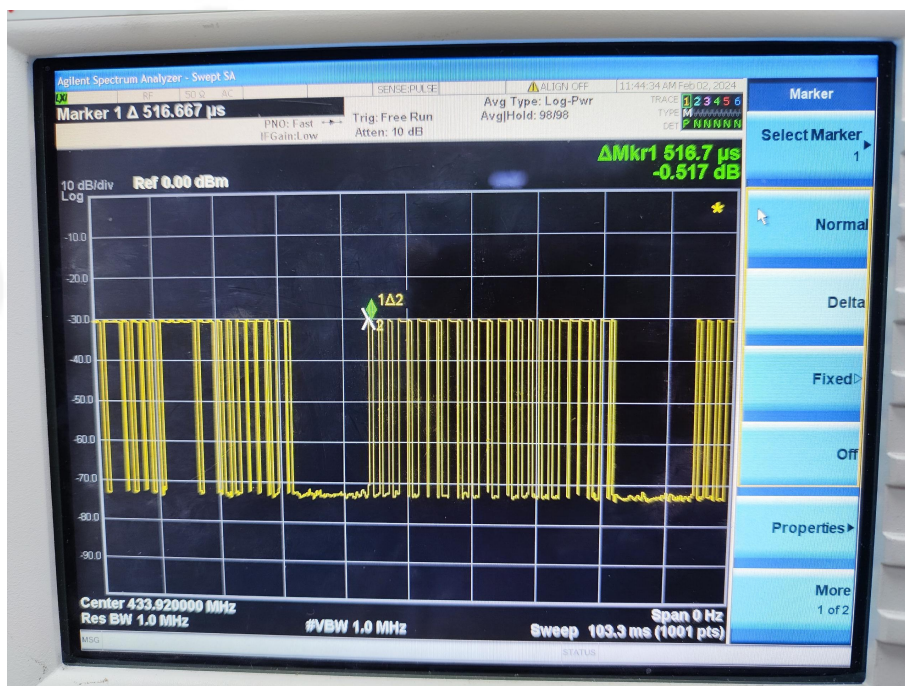 Agilent Spectrum Analyzer - Swept SA
LXI RF 50 Ω AC SENSE:PULSE ALIGN OFF 11:44:34 AM Feb 02, 2024
Marker 1 Δ 516.667 µs
PNO: Fast
IFGain:Low
Trig: Free Run
Atten: 10 dB
Avg Type: Log-Pwr
Avg|Hold: 98/98
TRACE 1 2 3 4 5 6
TYPE M
DET P N N N N N
ΔMkr1 516.7 µs
-0.517 dB
10 dB/div Ref 0.00 dBm
Log
-10.0
-20.0
-30.0
-40.0
-50.0
-60.0
-70.0
-80.0
-90.0
1Δ2
2
Center 433.920000 MHz
Res BW 1.0 MHz
#VBW 1.0 MHz
Span 0 Hz
Sweep 103.3 ms (1001 pts)
MSG
STATUS
Marker
Select Marker
1
Normal
Delta
Fixed
Off
Properties
More
1 of 2